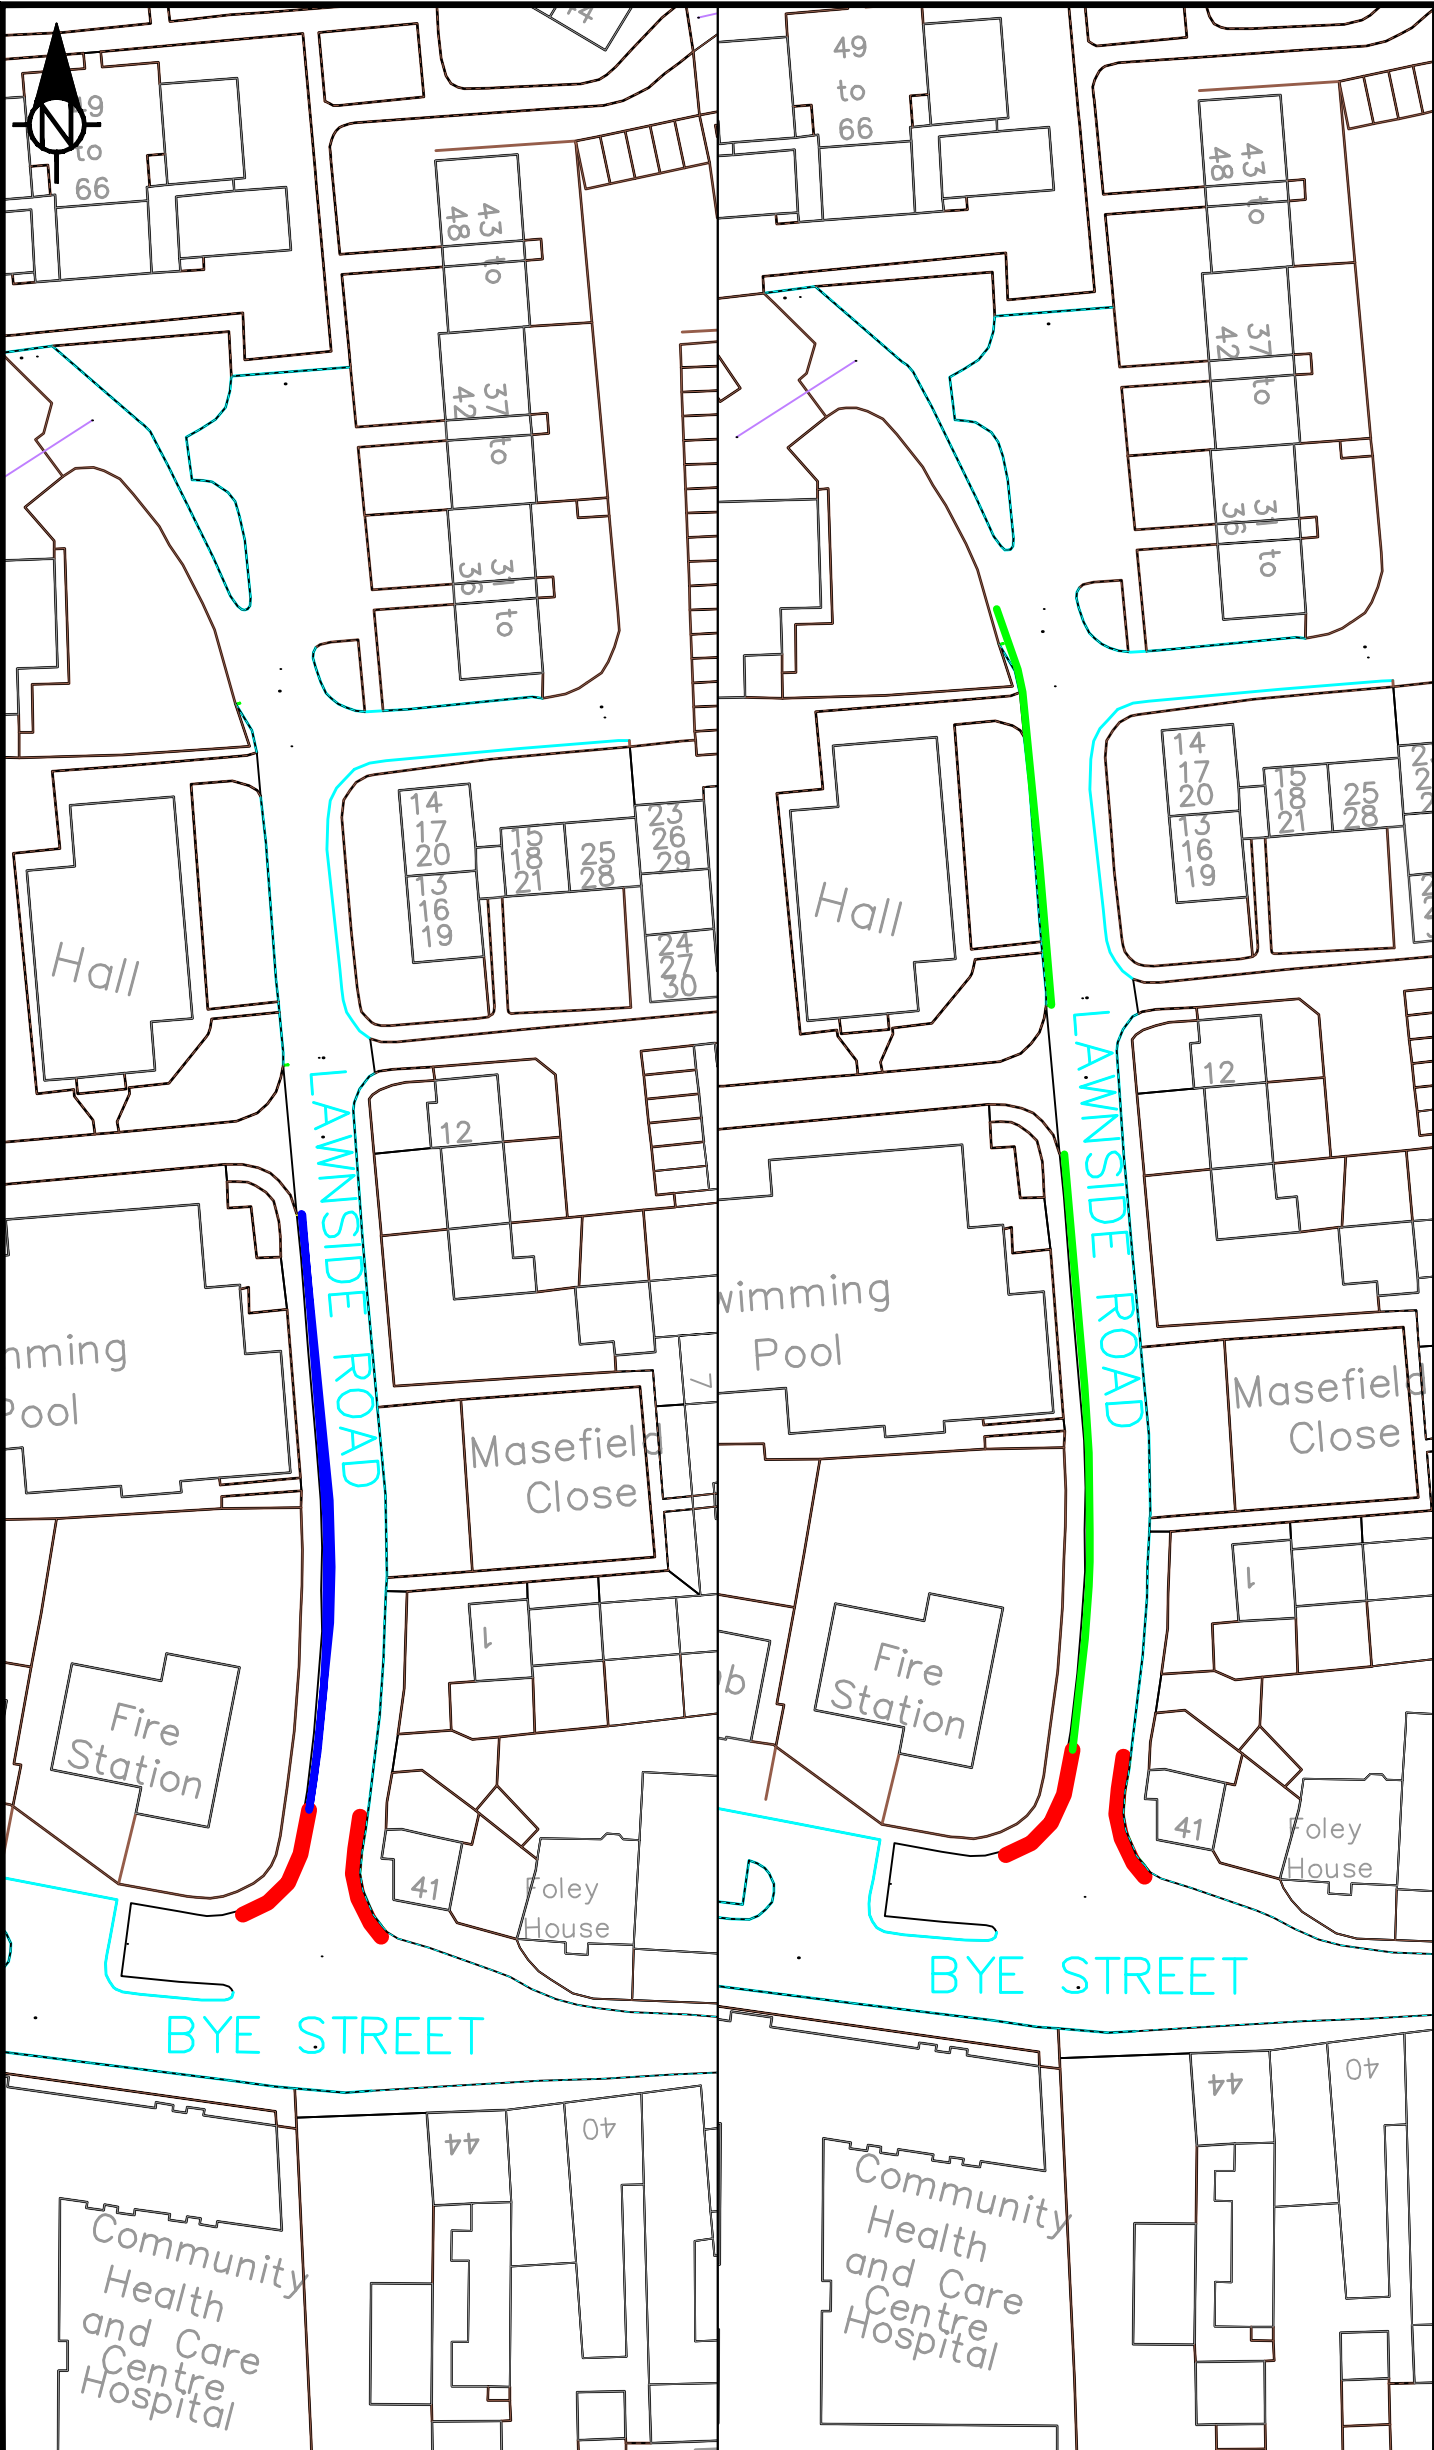 N
49
to
66
43
48 to
37
42 to
31
36 to
14
17
20
13
16
19
15
18
21
25
28
23
26
29
24
27
30
Hall
12
LAWNSIDE ROAD
7
Masefield
Close
1
Fire
Station
41
Foley
House
BYE STREET
44
40
Community
Health
and Care
Centre
Hospital
49
to
66
43
48 to
37
42 to
31
36 to
14
17
20
13
16
19
15
18
21
25
28
Hall
12
LAWNSIDE ROAD
Pool
Masefield
Close
1
Fire
Station
41
Foley
House
BYE STREET
44
40
Community
Health
and Care
Centre
Hospital